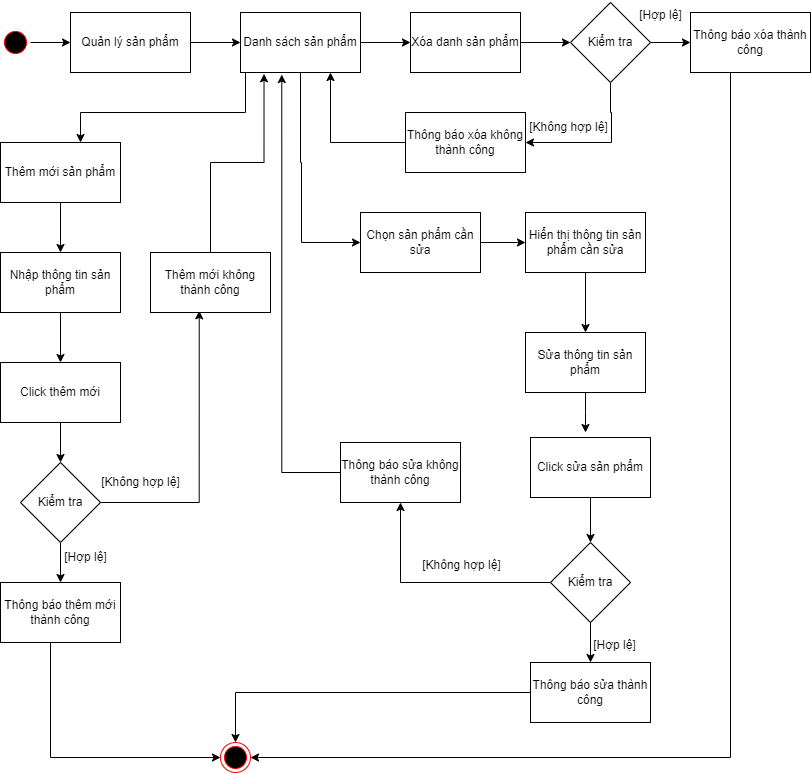 [Hợp lệ]
Quản lý sản phẩm
Danh sách sản phẩm
Xóa danh sản phẩm
Kiểm tra
Thông báo xóa thành
công
[Không hợp lệ]
Thông báo xóa không
thành công
Thêm mới sản phẩm
Chọn sản phẩm cần
sửa
Hiển thị thông tin sản
phẩm cần sửa
Nhập thông tin sản
phẩm
Thêm mới không
thành công
Sửa thông tin sản
phẩm
Click thêm mới
Thông báo sửa không
thành công
Click sửa sản phẩm
[Không hợp lệ]
Kiểm tra
[Hợp lệ]
[Không hợp lệ]
Kiểm tra
Thông báo thêm mới
thành công
[Hợp lệ]
Thông báo sửa thành
công